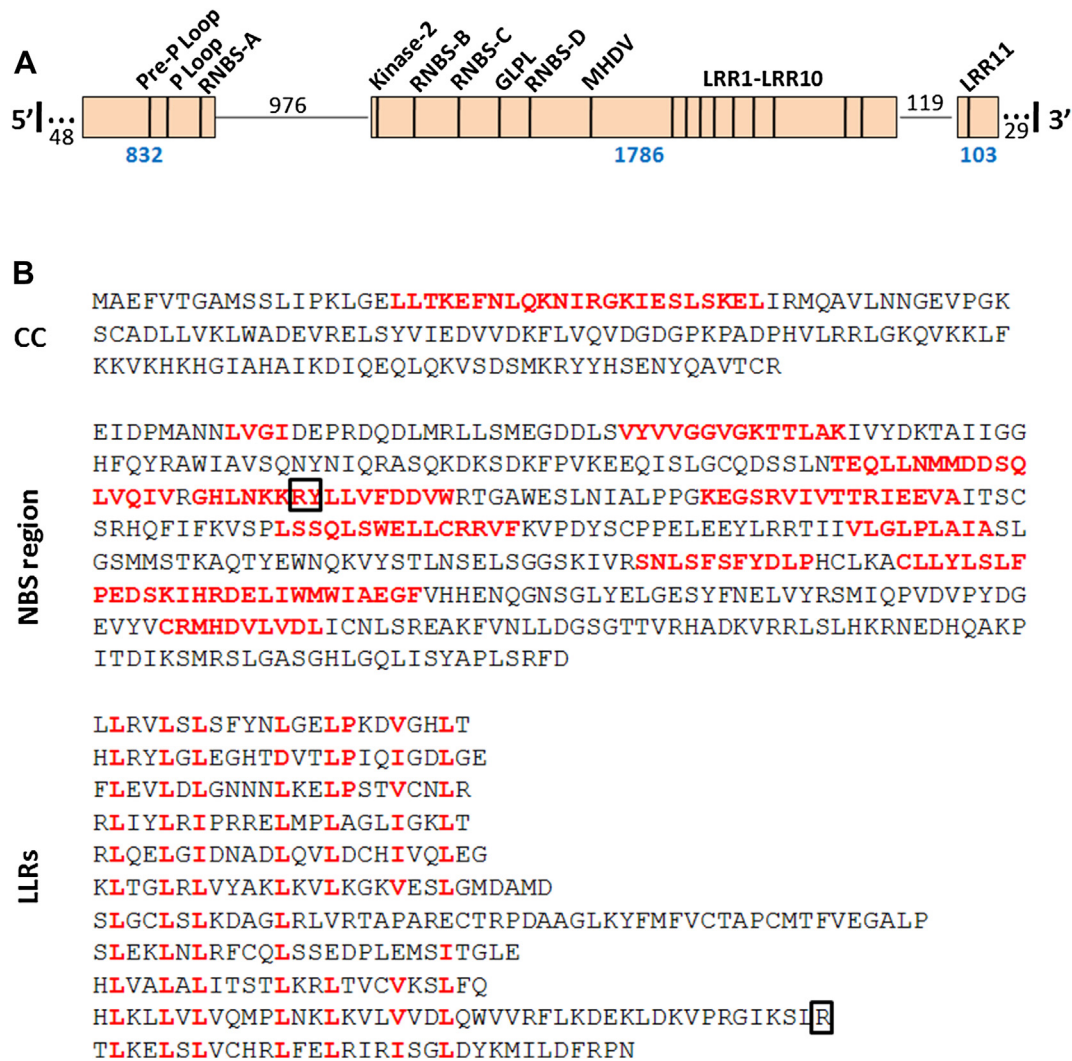 A
Pre-P Loop
P Loop
RNBS-A
Kinase-2
RNBS-B
RNBS-C
GLPL
RNBS-D
MHDV
LRR1-LRR10
LRR11
5’ ... 976 119 ... 3’
48 29
832 1786 103
B
CC
MAEFVTGAMSSLIPKLGELLTKEFNLQKNIRGKIESLSKELIRMQAVLNNGEVPGK
SCADLLVKLWADEVRELSYVIEDVVDKFLVQVDGDGPKPADPHVLRRLGKQVKKLF
KKVKHKHGIAHAIKDIQEQLQKVSDSMKRYYHSENYQAVTCR
NBS region
EIDPMANNLVGIDEPRDQDLMRLLSMEGDDLSVYVVGGVGKTTLAKIVYDKTAIIGG
HFQYRAWIAVSQNYNIQRASQKDKSDKFPVKEEQISLGCQDSSLNTEQLLNMMDDSQ
LVQIVRGHLNKKRYLLVFDDVWRTGAWESLNIALPPGKEGSRVIVTTRIEEVAITSC
SRHQFIFKVSPLSSQLSWELLCRRVFKVPDYSCPPELEEYLRRTIIVLGLPLAIASL
GSMMSTKAQTYEWNQKVYSTLNSELSGGSKIVRSNLSFSFYDLPHCLKACLLYLSLF
PEDSKIHRDELIWMWIAEGFVHHENQGNSGLYELGESYFNELVYRSMIQPVDVPYDG
EVYVCRMHDVLVDLICNLSREAKFVNLLDGSGTTVRHADKVRRLSLHKRNEDHQAKP
ITDIKSMRSLGASGHLGQLISYAPLSRFD
LLRs
LLRVLSLSFYNLGELPKDVGHLT
HLRYLGLEGHTDVTLPIQIGDLGE
FLEVLDLGNNNLKELPSTVCNLR
RLIYLRIPRRELMPLAGLIGKLT
RLQELGIDNADLQVLDCHIVQLEG
KLTGLRLVYAKLKVLKGKVESLGMDAMD
SLGCLSLKDAGLRLVRTAPARECTRPDAAGLKYFMFVCTAPCMTFVEGALP
SLEKLNLRFCQLSSEDPLEMSITGLE
HLVALALITSTLKRLTVCVKSLFQ
HLKLLVLVQMPLNKLKVLVVDLQWVVRFLKDEKLDKVPRGIKSLR
TLKELSLVCHRLFELRIRISGLDYKMILDFRPN